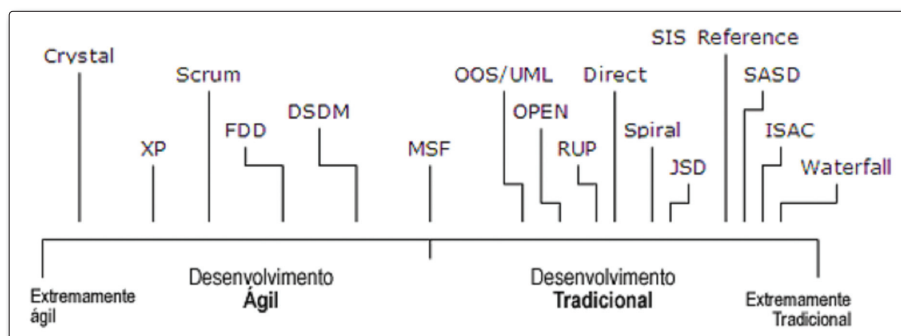 SIS Reference
Crystal
Scrum
OOS/UML
Direct
SASD
DSDM
OPEN
FDD
Spiral
ISAC
XP
MSF
RUP
JSD
Waterfall
Desenvolvimento
Ágil
Desenvolvimento
Tradicional
Extremamente
ágil
Extremamente
Tradicional